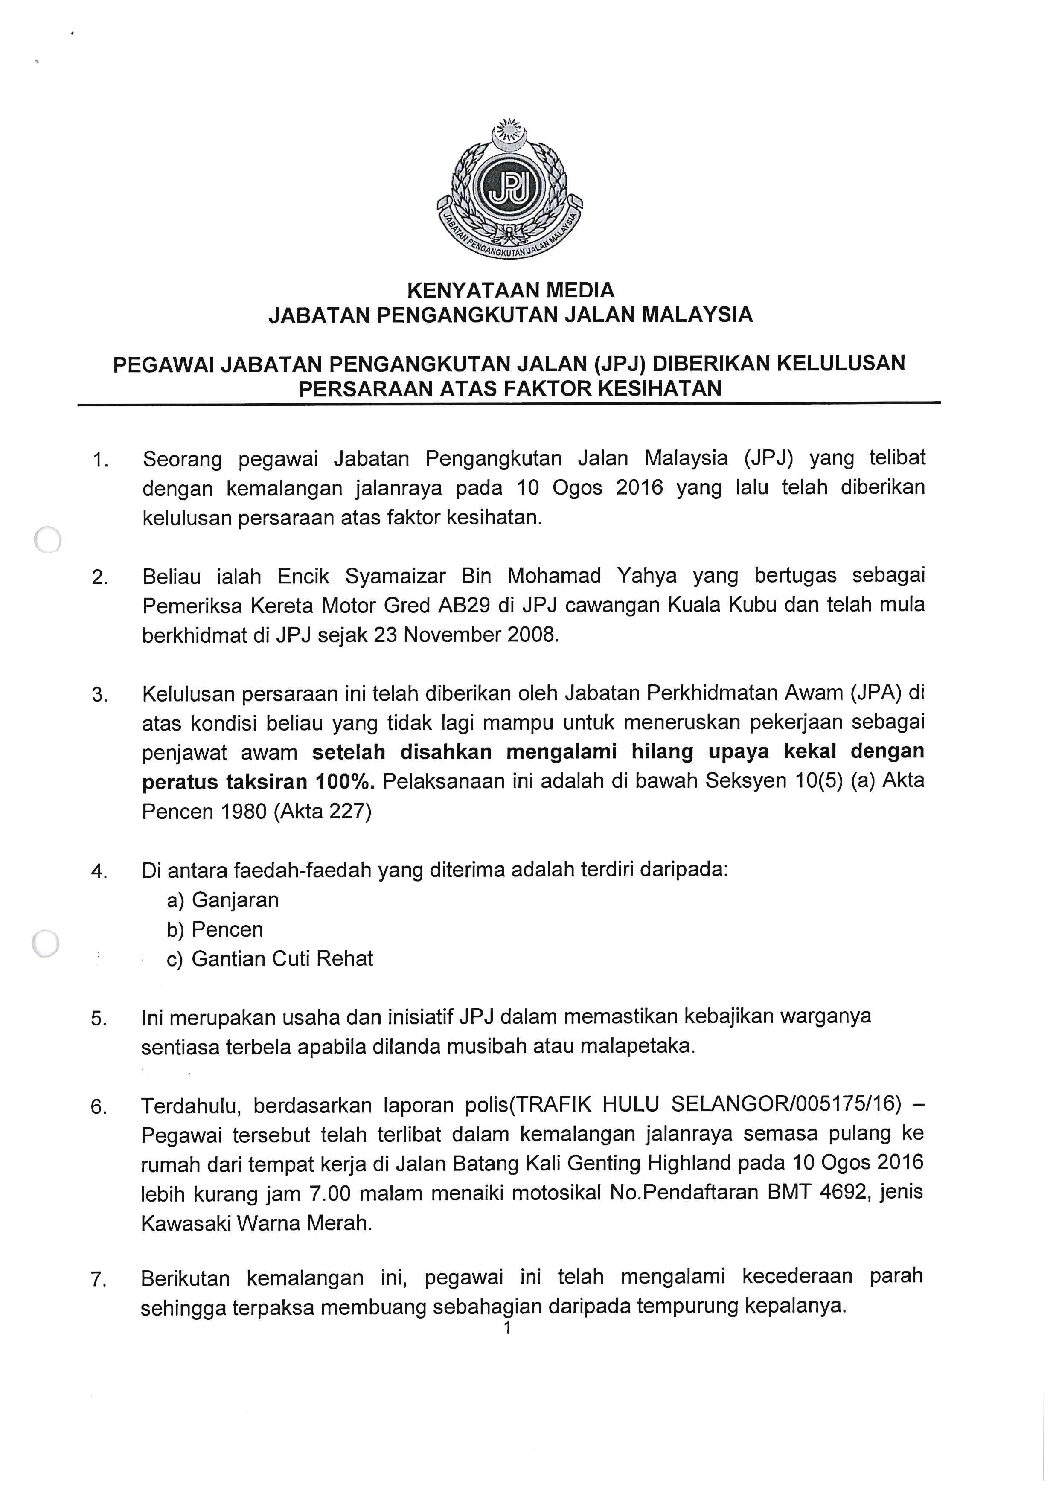 JPJ
JABATAN PENGANGKUTAN JALAN MALAYSIA
KENYATAAN MEDIA
JABATAN PENGANGKUTAN JALAN MALAYSIA
PEGAWAI JABATAN PENGANGKUTAN JALAN (JPJ) DIBERIKAN KELULUSAN
PERSARAAN ATAS FAKTOR KESIHATAN
1. Seorang pegawai Jabatan Pengangkutan Jalan Malaysia (JPJ) yang telibat
dengan kemalangan jalanraya pada 10 Ogos 2016 yang lalu telah diberikan
kelulusan persaraan atas faktor kesihatan.
2. Beliau ialah Encik Syamaizar Bin Mohamad Yahya yang bertugas sebagai
Pemeriksa Kereta Motor Gred AB29 di JPJ cawangan Kuala Kubu dan telah mula
berkhidmat di JPJ sejak 23 November 2008.
3. Kelulusan persaraan ini telah diberikan oleh Jabatan Perkhidmatan Awam (JPA) di
atas kondisi beliau yang tidak lagi mampu untuk meneruskan pekerjaan sebagai
penjawat awam setelah disahkan mengalami hilang upaya kekal dengan
peratus taksiran 100%. Pelaksanaan ini adalah di bawah Seksyen 10(5) (a) Akta
Pencen 1980 (Akta 227)
4. Di antara faedah-faedah yang diterima adalah terdiri daripada:
a) Ganjaran
b) Pencen
c) Gantian Cuti Rehat
5. Ini merupakan usaha dan inisiatif JPJ dalam memastikan kebajikan warganya
sentiasa terbela apabila dilanda musibah atau malapetaka.
6. Terdahulu, berdasarkan laporan polis(TRAFIK HULU SELANGOR/005175/16) –
Pegawai tersebut telah terlibat dalam kemalangan jalanraya semasa pulang ke
rumah dari tempat kerja di Jalan Batang Kali Genting Highland pada 10 Ogos 2016
lebih kurang jam 7.00 malam menaiki motosikal No.Pendaftaran BMT 4692, jenis
Kawasaki Warna Merah.
7. Berikutan kemalangan ini, pegawai ini telah mengalami kecederaan parah
sehingga terpaksa membuang sebahagian daripada tempurung kepalanya.
1